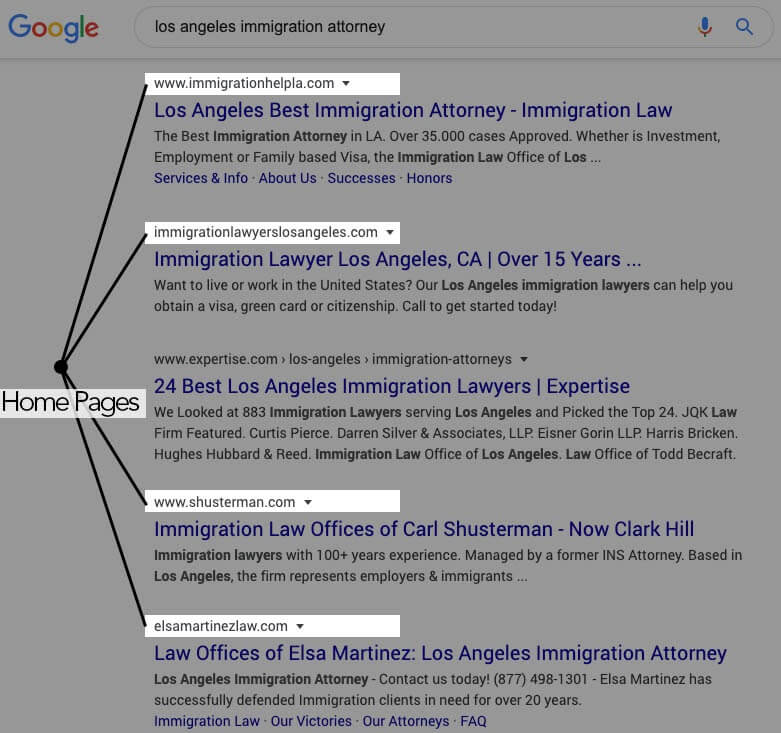 Google
los angeles immigration attorney
www.immigrationhelpla.com
Los Angeles Best Immigration Attorney - Immigration Law
The Best Immigration Attorney in LA. Over 35.000 cases Approved. Whether is Investment,
Employment or Family based Visa, the Immigration Law Office of Los ...
Services & Info · About Us · Successes · Honors
immigrationlawyerslosangeles.com
Immigration Lawyer Los Angeles, CA | Over 15 Years ...
Want to live or work in the United States? Our Los Angeles immigration lawyers can help you
obtain a visa, green card or citizenship. Call to get started today!
www.expertise.com › los-angeles › immigration-attorneys
24 Best Los Angeles Immigration Lawyers | Expertise
Home Pages
We Looked at 883 Immigration Lawyers serving Los Angeles and Picked the Top 24. JQK Law
Firm Featured. Curtis Pierce. Darren Silver & Associates, LLP. Eisner Gorin LLP. Harris Bricken.
Hughes Hubbard & Reed. Immigration Law Office of Los Angeles. Law Office of Todd Becraft.
www.shusterman.com
Immigration Law Offices of Carl Shusterman - Now Clark Hill
Immigration lawyers with 100+ years experience. Managed by a former INS Attorney. Based in
Los Angeles, the firm represents employers & immigrants ...
elsamartinezlaw.com
Law Offices of Elsa Martinez: Los Angeles Immigration Attorney
Los Angeles Immigration Attorney - Contact us today! (877) 498-1301 - Elsa Martinez has
successfully defended Immigration clients in need for over 20 years.
Immigration Law · Our Victories · Our Attorneys · FAQ